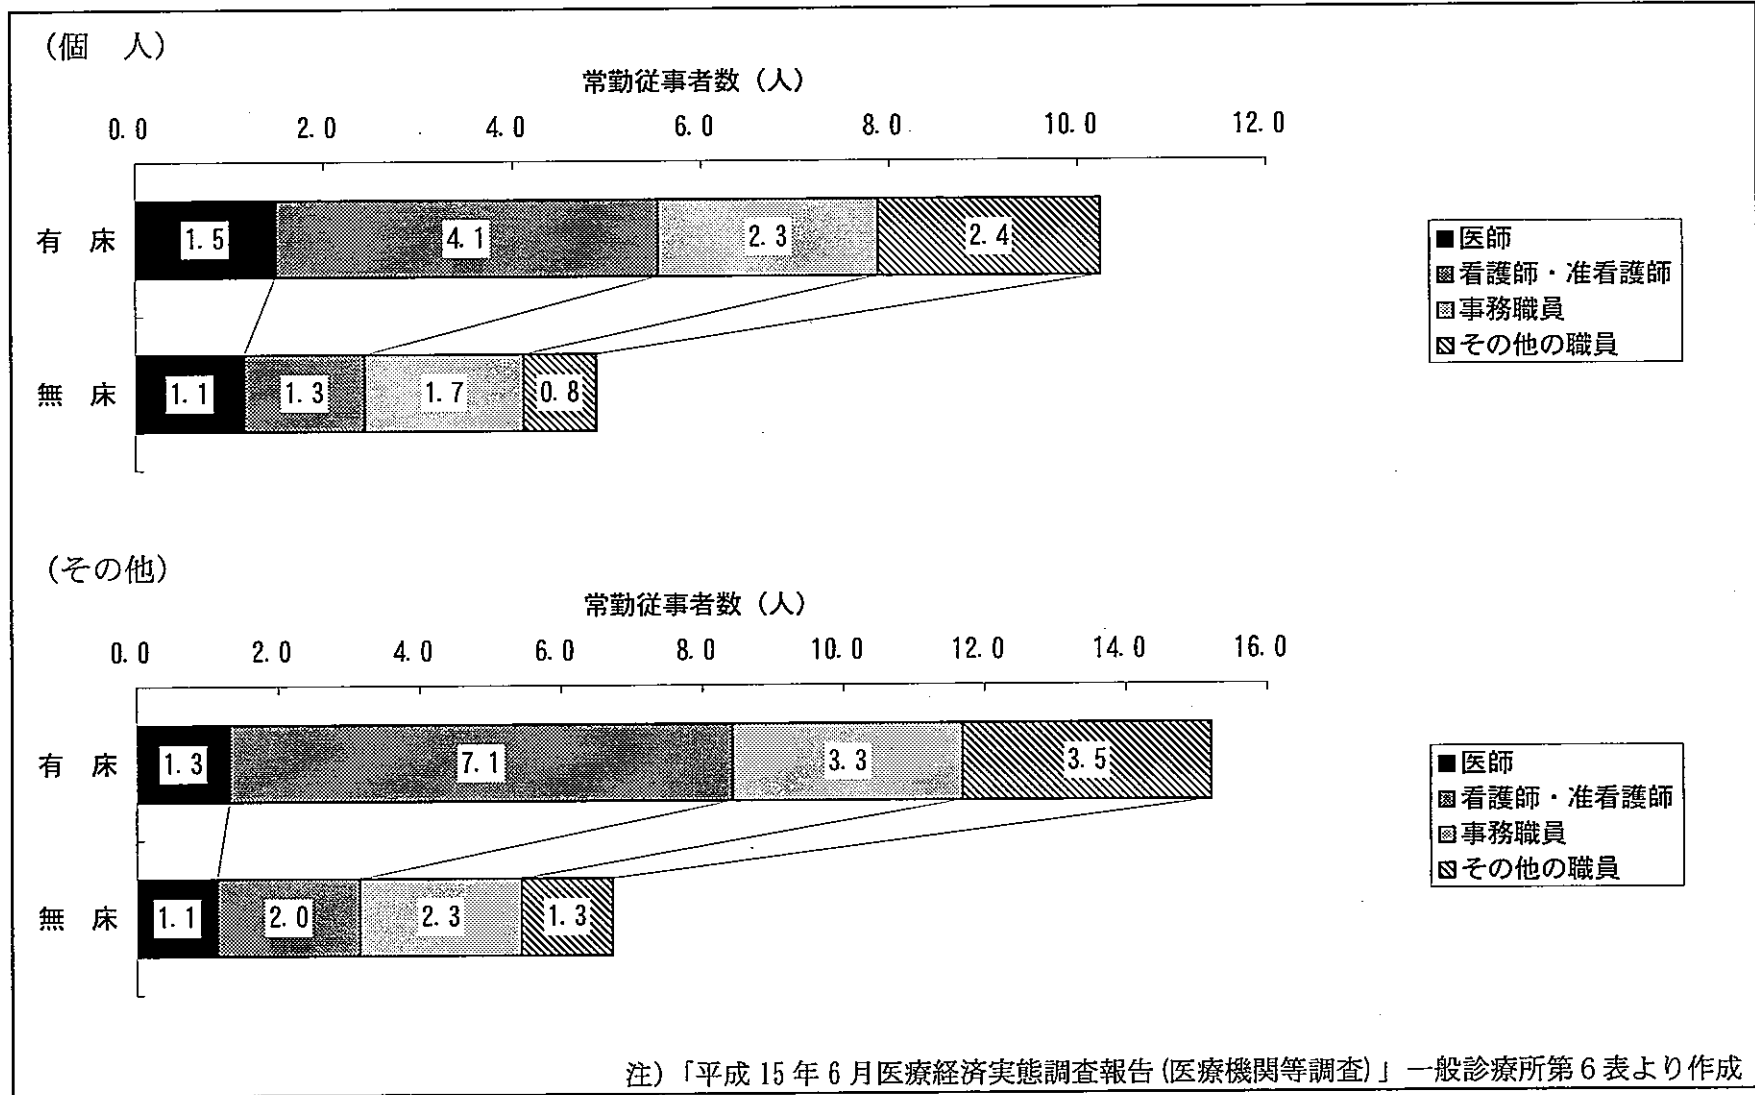 （個　人）
常勤従事者数（人）
0.0 2.0 4.0 6.0 8.0 10.0 12.0
有　床 1.5 4.1 2.3 2.4
無　床 1.1 1.3 1.7 0.8
■医師
看護師・准看護師
事務職員
その他の職員
（その他）
常勤従事者数（人）
0.0 2.0 4.0 6.0 8.0 10.0 12.0 14.0 16.0
有　床 1.3 7.1 3.3 3.5
無　床 1.1 2.0 2.3 1.3
■医師
看護師・准看護師
事務職員
その他の職員
注）「平成15年6月医療経済実態調査報告(医療機関等調査)」一般診療所第6表より作成